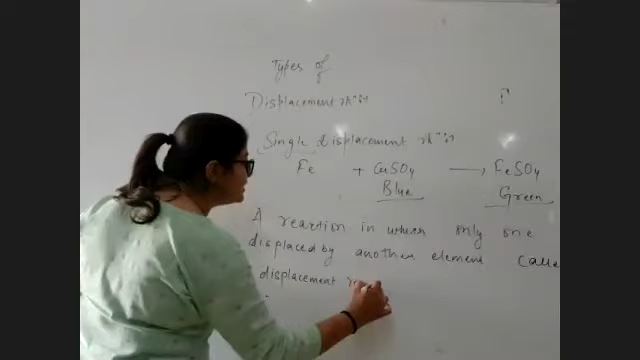 Types of
Displacement rxn
Single displacement rxn
Fe + CuSO4 → FeSO4
Blue Green
A reaction in which only one
displaced by another element Calle
displacement